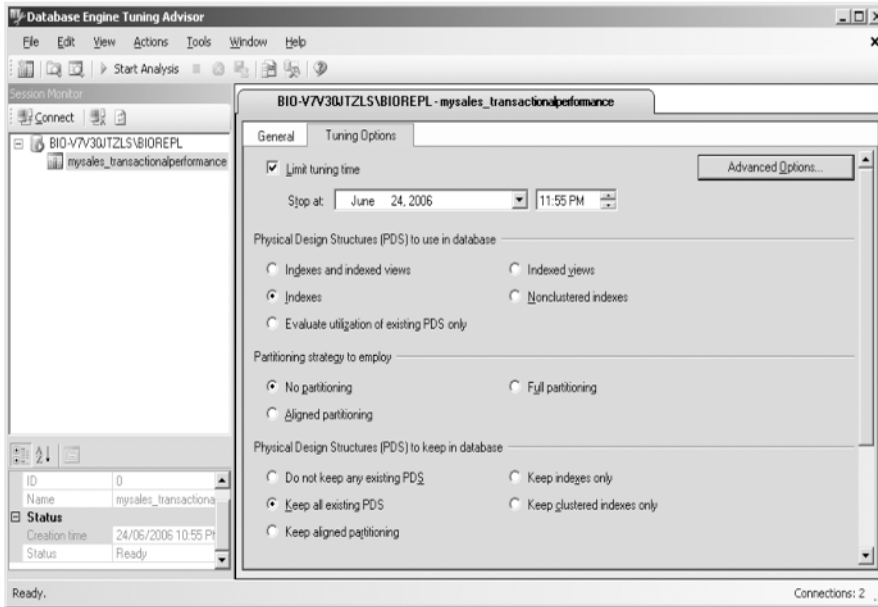 Database Engine Tuning Advisor
File Edit View Actions Tools Window Help
Start Analysis
Session Monitor
Connect
BIO-V7V30JTZLS\BIOREPL
mysales_transactionalperformance
ID 0
Name mysales_transactiona...
Status
Creation time 24/06/2006 10:55 PM
Status Ready
BIO-V7V30JTZLS\BIOREPL - mysales_transactionalperformance
General Tuning Options
Limit tuning time Advanced Options...
Stop at: June 24, 2006 11:55 PM
Physical Design Structures (PDS) to use in database
Indexes and indexed views Indexed views
Indexes Nonclustered indexes
Evaluate utilization of existing PDS only
Partitioning strategy to employ
No partitioning Full partitioning
Aligned partitioning
Physical Design Structures (PDS) to keep in database
Do not keep any existing PDS Keep indexes only
Keep all existing PDS Keep clustered indexes only
Keep aligned partitioning
Ready. Connections: 2